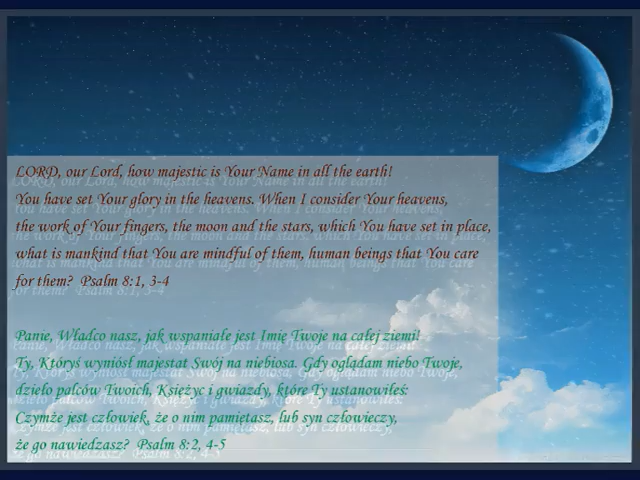 LORD, our Lord, how majestic is Your Name in all the earth!
You have set Your glory in the heavens. When I consider Your heavens,
the work of Your fingers, the moon and the stars, which You have set in place,
what is mankind that You are mindful of them, human beings that You care
for them? Psalm 8:1, 3-4
Panie, Władco nasz, jak wspaniałe jest Imię Twoje na całej ziemi!
Ty, Któryś wyniósł majestat Swój na niebiosa. Gdy oglądam niebo Twoje,
dzieło palców Twoich, Księżyc i gwiazdy, które Ty ustanowiłeś:
Czymże jest człowiek, że o nim pamiętasz, lub syn człowieczy,
że go nawiedzasz? Psalm 8:2, 4-5